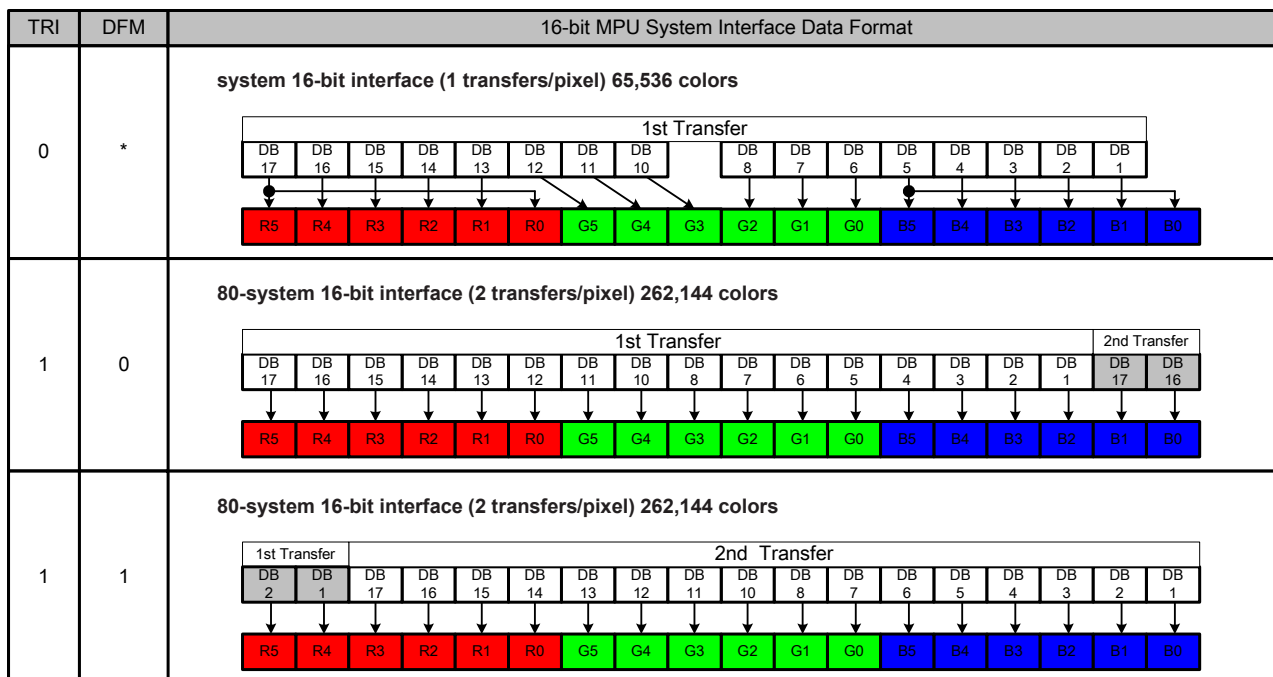 TRI DFM 16-bit MPU System Interface Data Format
system 16-bit interface (1 transfers/pixel) 65,536 colors
0 *
1st Transfer
DB 17 DB 16 DB 15 DB 14 DB 13 DB 12 DB 11 DB 10 DB 8 DB 7 DB 6 DB 5 DB 4 DB 3 DB 2 DB 1
R5 R4 R3 R2 R1 R0 G5 G4 G3 G2 G1 G0 B5 B4 B3 B2 B1 B0
80-system 16-bit interface (2 transfers/pixel) 262,144 colors
1 0
1st Transfer 2nd Transfer
DB 17 DB 16 DB 15 DB 14 DB 13 DB 12 DB 11 DB 10 DB 8 DB 7 DB 6 DB 5 DB 4 DB 3 DB 2 DB 1 DB 17 DB 16
R5 R4 R3 R2 R1 R0 G5 G4 G3 G2 G1 G0 B5 B4 B3 B2 B1 B0
80-system 16-bit interface (2 transfers/pixel) 262,144 colors
1 1
1st Transfer 2nd Transfer
DB 2 DB 1 DB 17 DB 16 DB 15 DB 14 DB 13 DB 12 DB 11 DB 10 DB 8 DB 7 DB 6 DB 5 DB 4 DB 3 DB 2 DB 1
R5 R4 R3 R2 R1 R0 G5 G4 G3 G2 G1 G0 B5 B4 B3 B2 B1 B0